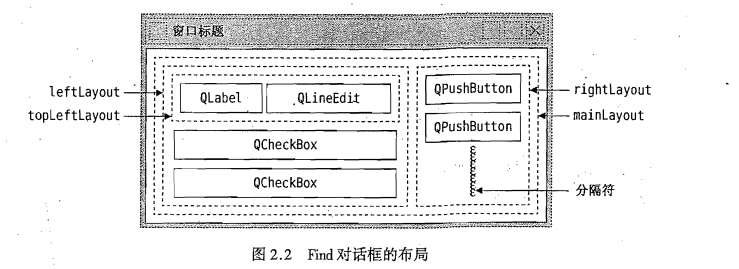 窗口标题
leftLayout
topLeftLayout
QLabel
QLineEdit
QCheckBox
QCheckBox
QPushButton
QPushButton
rightLayout
mainLayout
分隔符
图 2.2 Find 对话框的布局